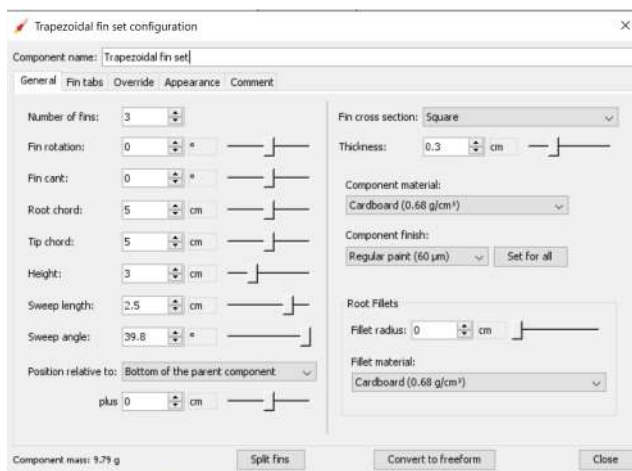 Trapezoidal fin set configuration
Component name: Trapezoidal fin set
General Fin tabs Override Appearance Comment
Number of fins: 3
Fin rotation: 0 °
Fin cant: 0 °
Root chord: 5 cm
Tip chord: 5 cm
Height: 3 cm
Sweep length: 2.5 cm
Sweep angle: 39.8 °
Position relative to: Bottom of the parent component
plus 0 cm
Fin cross section: Square
Thickness: 0.3 cm
Component material:
Cardboard (0.68 g/cm³)
Component finish:
Regular paint (60 µm) Set for all
Root Fillets
Fillet radius: 0 cm
Fillet material:
Cardboard (0.68 g/cm³)
Component mass: 9.79 g Split fins Convert to freeform Close